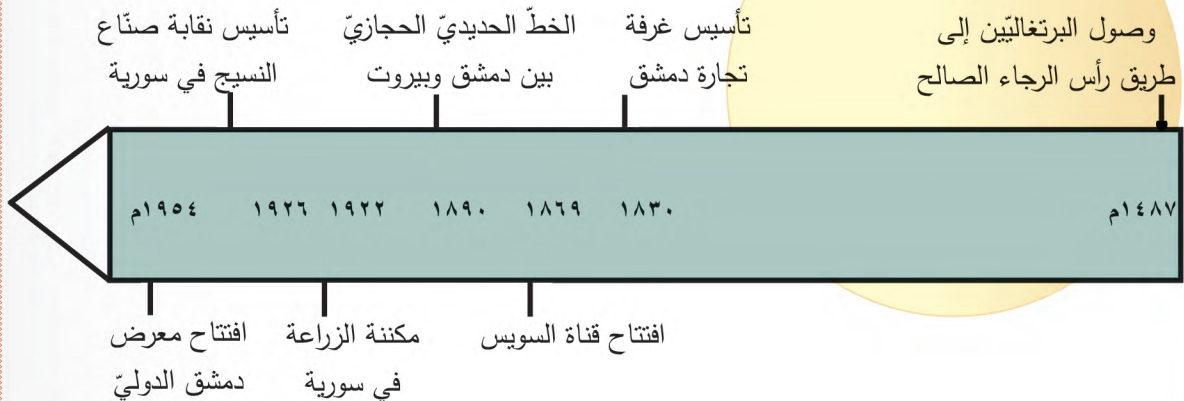 وصول البرتغاليّين إلى
طريق رأس الرجاء الصالح
تأسيس غرفة
تجارة دمشق
الخطّ الحديديّ الحجازيّ
بين دمشق وبيروت
تأسيس نقابة صنّاع
النسيج في سورية
١٤٨٧م ١٨٣٠ ١٨٦٩ ١٨٩٠ ١٩٢٢ ١٩٢٦ ١٩٥٤م
افتتاح قناة السويس
مكننة الزراعة
في سورية
افتتاح معرض
دمشق الدوليّ